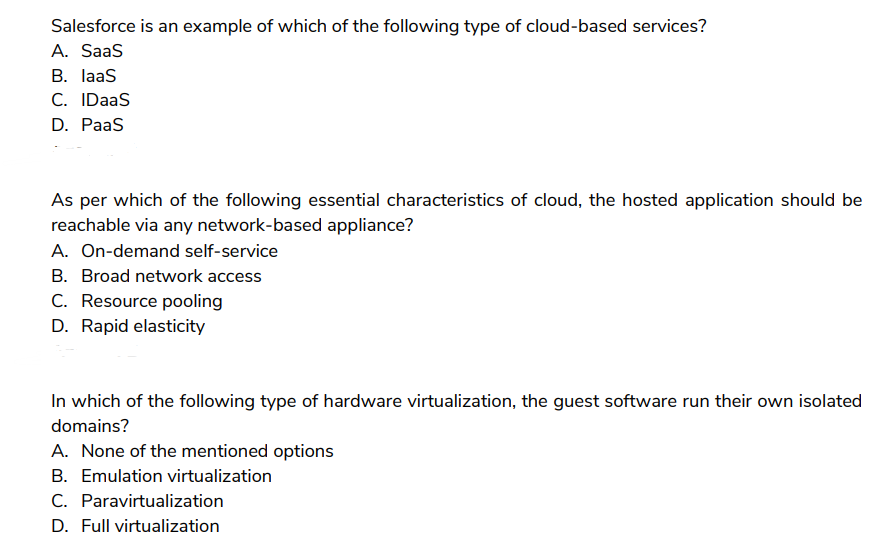 Salesforce is an example of which of the following type of cloud-based services?
A. SaaS
B. IaaS
C. IDaaS
D. PaaS
As per which of the following essential characteristics of cloud, the hosted application should be
reachable via any network-based appliance?
A. On-demand self-service
B. Broad network access
C. Resource pooling
D. Rapid elasticity
In which of the following type of hardware virtualization, the guest software run their own isolated
domains?
A. None of the mentioned options
B. Emulation virtualization
C. Paravirtualization
D. Full virtualization